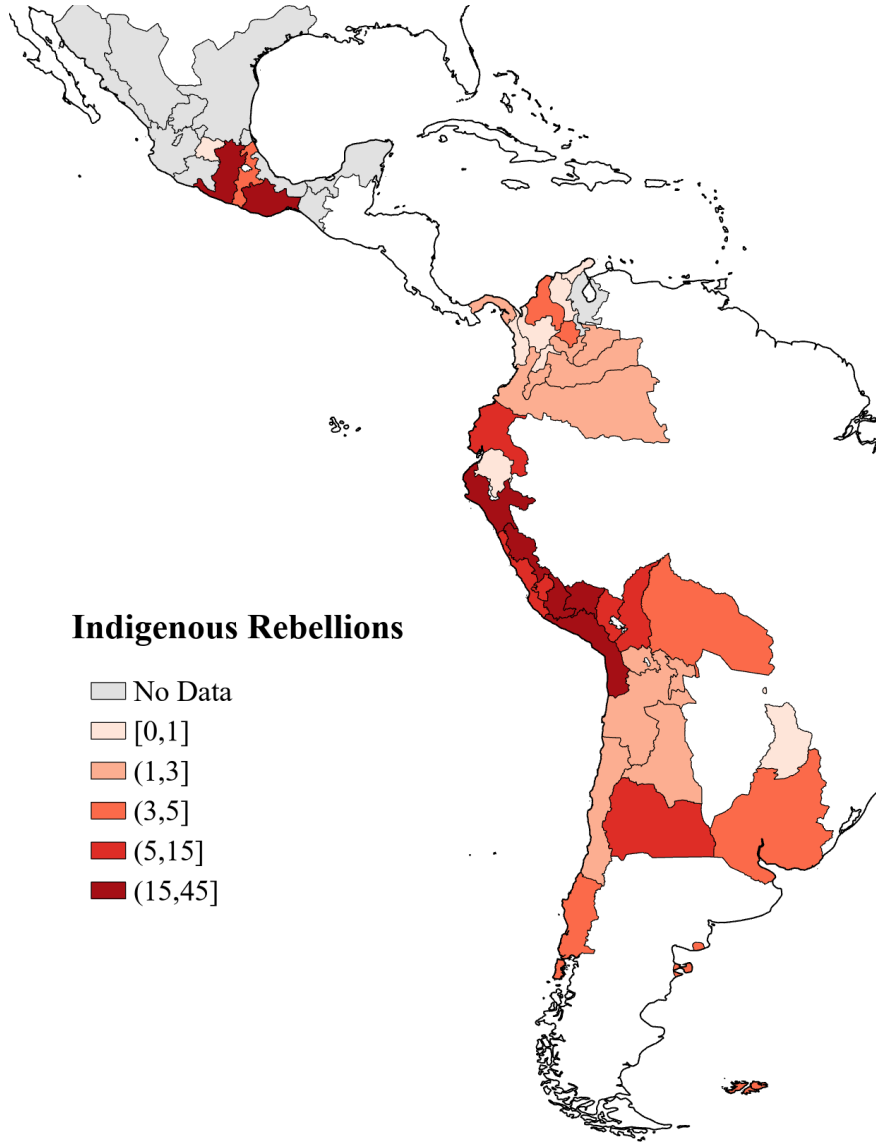 Indigenous Rebellions
No Data
[0,1]
(1,3]
(3,5]
(5,15]
(15,45]